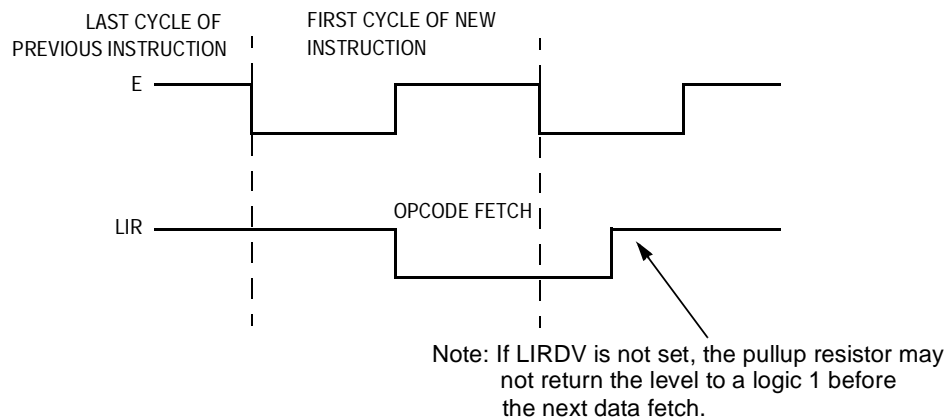 LAST CYCLE OF
PREVIOUS INSTRUCTION
FIRST CYCLE OF NEW
INSTRUCTION
E
OPCODE FETCH
LIR
Note: If LIRDV is not set, the pullup resistor may
not return the level to a logic 1 before
the next data fetch.